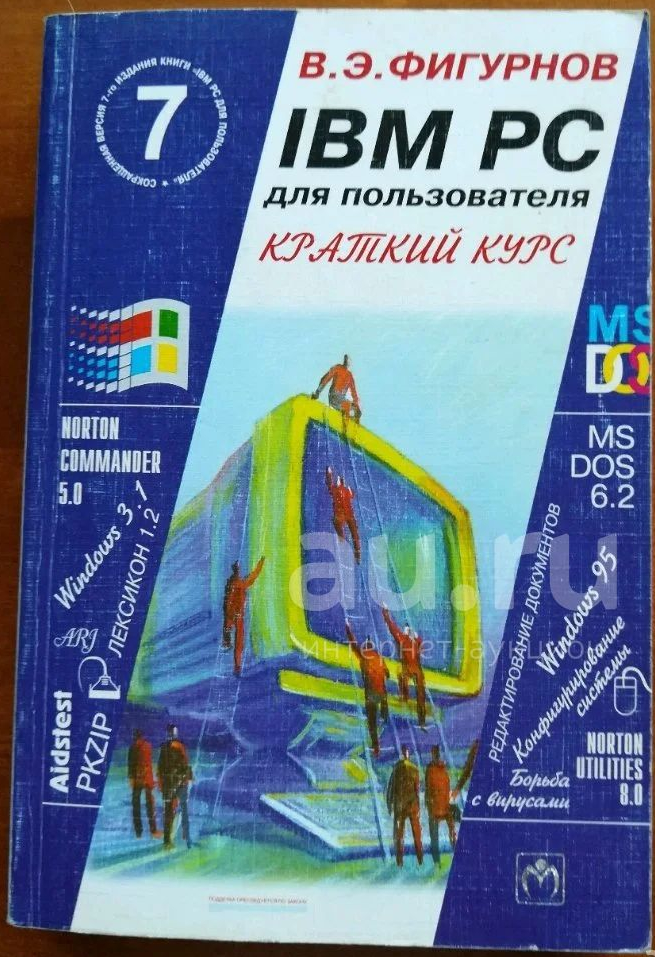 В.Э.ФИГУРНОВ
СОКРАЩЕННАЯ ВЕРСИЯ 7-го ИЗДАНИЯ КНИГИ «IBM PC ДЛЯ ПОЛЬЗОВАТЕЛЯ» ★
7
IBM PC
для пользователя
КРАТКИЙ КУРС
MS
DOS
NORTON
COMMANDER
5.0
MS
DOS
6.2
Windows 3.1
ЛЕКСИКОН 1.2
ARJ
Aidstest
PKZIP
РЕДАКТИРОВАНИЕ ДОКУМЕНТОВ
Windows 95
Конфигурирование
системы
Борьба
с вирусами
NORTON
UTILITIES
8.0
au.ru
интернет-аукцион